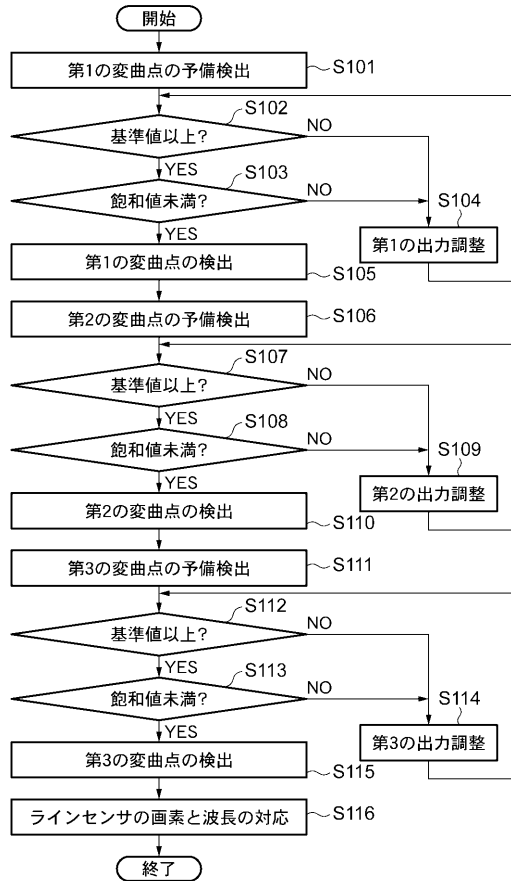 開始
第1の変曲点の予備検出
S101
S102
基準値以上?
NO
YES
S103
飽和値未満?
NO
S104
第1の出力調整
YES
第1の変曲点の検出
S105
第2の変曲点の予備検出
S106
S107
基準値以上?
NO
YES
S108
飽和値未満?
NO
S109
第2の出力調整
YES
第2の変曲点の検出
S110
第3の変曲点の予備検出
S111
S112
基準値以上?
NO
YES
S113
飽和値未満?
NO
S114
第3の出力調整
YES
第3の変曲点の検出
S115
ラインセンサの画素と波長の対応
S116
終了